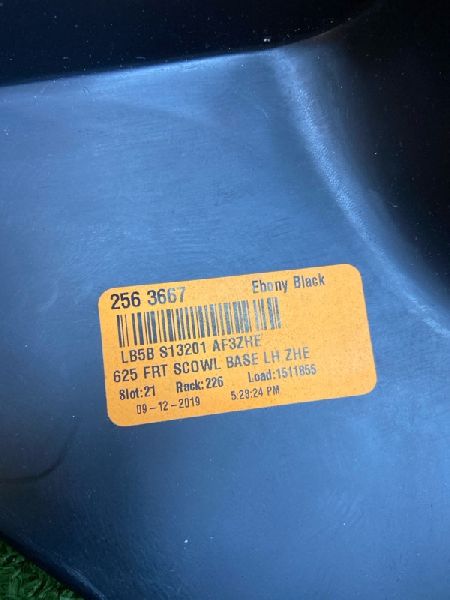 256 3667 Ebony Black
LB5B S13201 AF3ZHE
625 FRT SCOWL BASE LH ZHE
Slot:21 Rack:226 Load:1511856
09-12-2019 5:29:24 PM